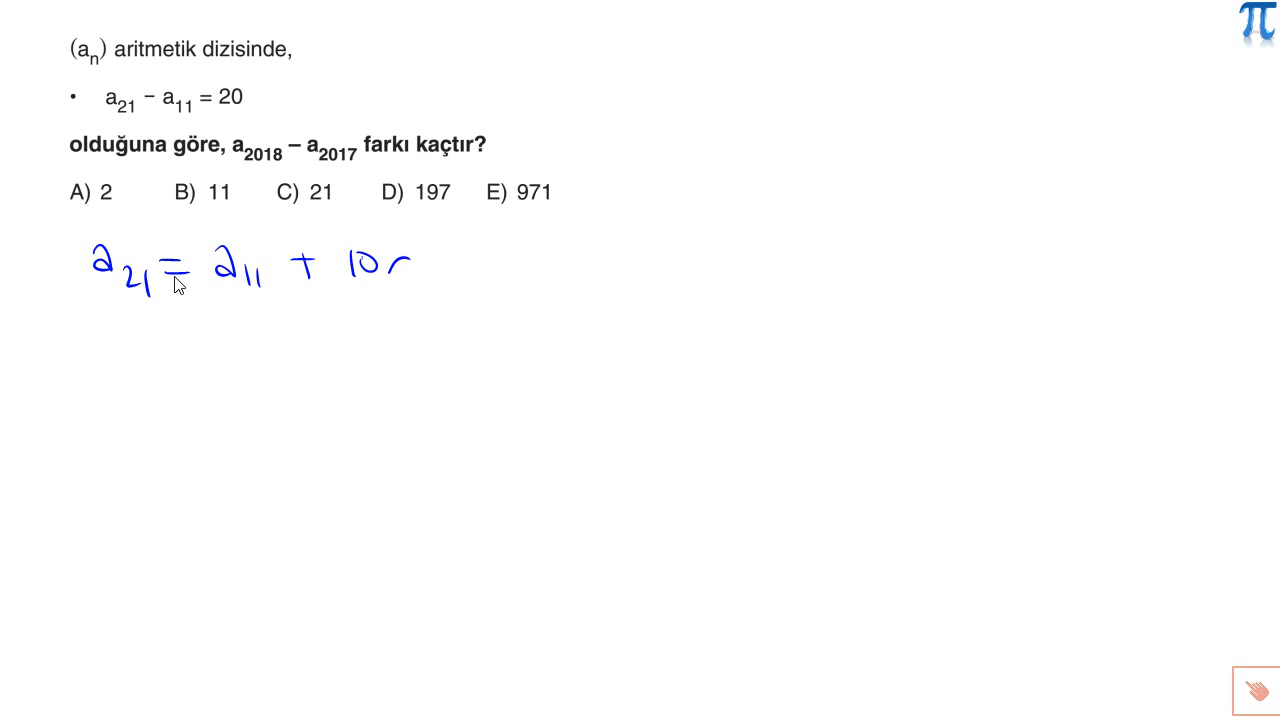 (aₙ) aritmetik dizisinde,
• a₂₁ − a₁₁ = 20
olduğuna göre, a₂₀₁₈ – a₂₀₁₇ farkı kaçtır?
A) 2 B) 11 C) 21 D) 197 E) 971
a₂₁ = a₁₁ + 10r
π